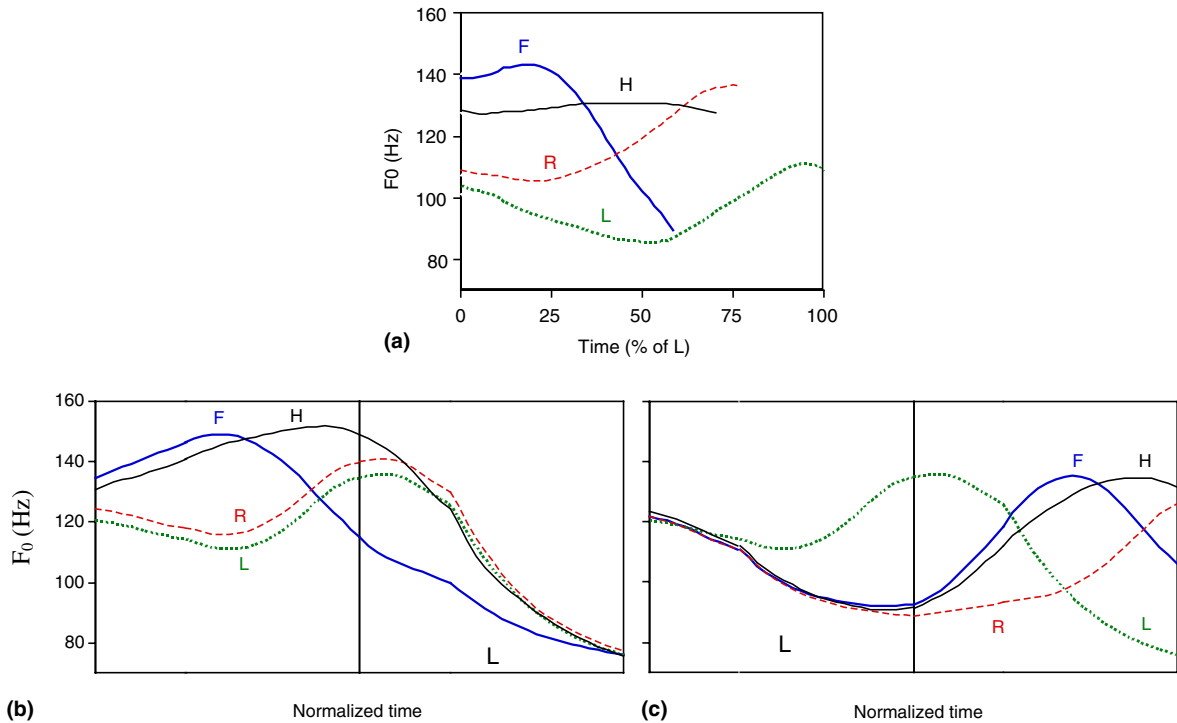 160
F
140
H
120
R
100
L
80
F0 (Hz)
0 25 50 75 100
(a)
Time (% of L)
160 160
F H
140
F H
120
R
F₀ (Hz)
L
100
80
L
L
R
L
(b) Normalized time
(c) Normalized time